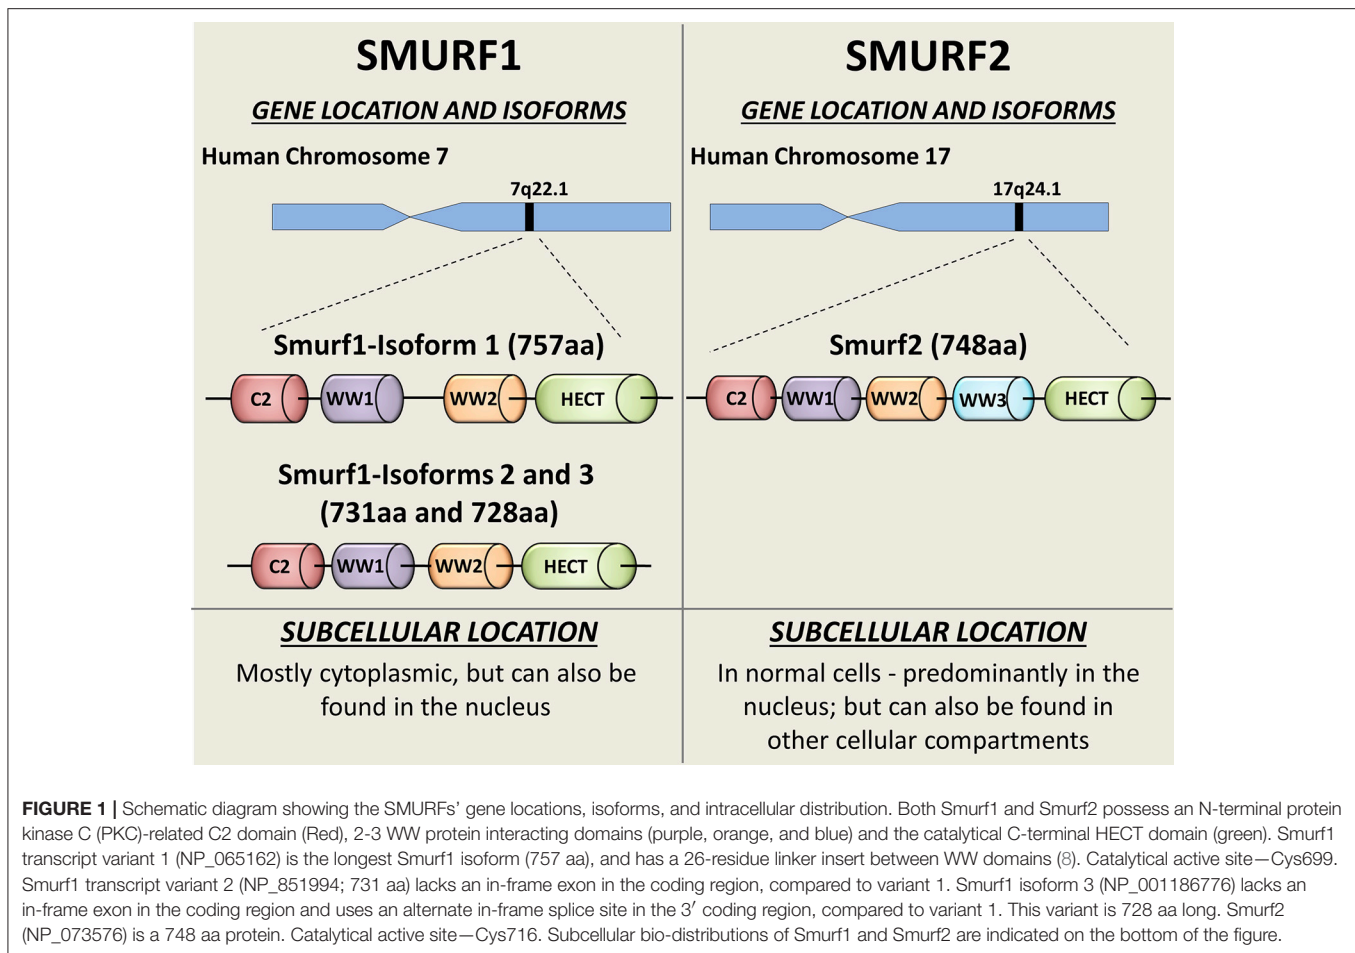 SMURF1
GENE LOCATION AND ISOFORMS
Human Chromosome 7
7q22.1
Smurf1-Isoform 1 (757aa)
C2 WW1 WW2 HECT
Smurf1-Isoforms 2 and 3
(731aa and 728aa)
C2 WW1 WW2 HECT
SUBCELLULAR LOCATION
Mostly cytoplasmic, but can also be
found in the nucleus
SMURF2
GENE LOCATION AND ISOFORMS
Human Chromosome 17
17q24.1
Smurf2 (748aa)
C2 WW1 WW2 WW3 HECT
SUBCELLULAR LOCATION
In normal cells - predominantly in the
nucleus; but can also be found in
other cellular compartments
FIGURE 1 | Schematic diagram showing the SMURFs’ gene locations, isoforms, and intracellular distribution. Both Smurf1 and Smurf2 possess an N-terminal protein
kinase C (PKC)-related C2 domain (Red), 2-3 WW protein interacting domains (purple, orange, and blue) and the catalytical C-terminal HECT domain (green). Smurf1
transcript variant 1 (NP_065162) is the longest Smurf1 isoform (757 aa), and has a 26-residue linker insert between WW domains (8). Catalytical active site—Cys699.
Smurf1 transcript variant 2 (NP_851994; 731 aa) lacks an in-frame exon in the coding region, compared to variant 1. Smurf1 isoform 3 (NP_001186776) lacks an
in-frame exon in the coding region and uses an alternate in-frame splice site in the 3′ coding region, compared to variant 1. This variant is 728 aa long. Smurf2
(NP_073576) is a 748 aa protein. Catalytical active site—Cys716. Subcellular bio-distributions of Smurf1 and Smurf2 are indicated on the bottom of the figure.